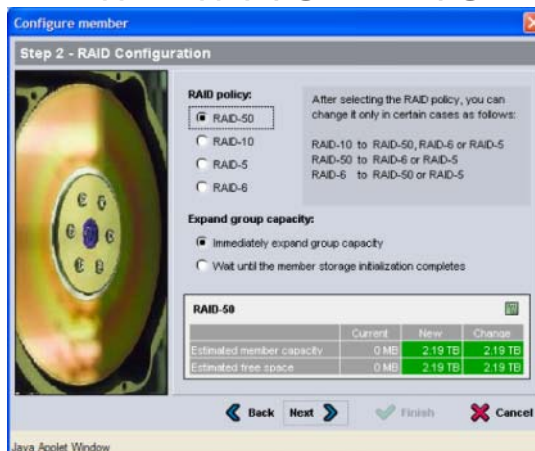 Configure member
Step 2 - RAID Configuration
RAID policy:
RAID-50
RAID-10
RAID-5
RAID-6
After selecting the RAID policy, you can
change it only in certain cases as follows:
RAID-10 to RAID-50, RAID-6 or RAID-5
RAID-50 to RAID-6 or RAID-5
RAID-6 to RAID-50 or RAID-5
Expand group capacity:
Immediately expand group capacity
Wait until the member storage initialization completes
RAID-50
Current New Change
Estimated member capacity 0 MB 2.19 TB 2.19 TB
Estimated free space 0 MB 2.19 TB 2.19 TB
Back Next Finish Cancel
Java Applet Window